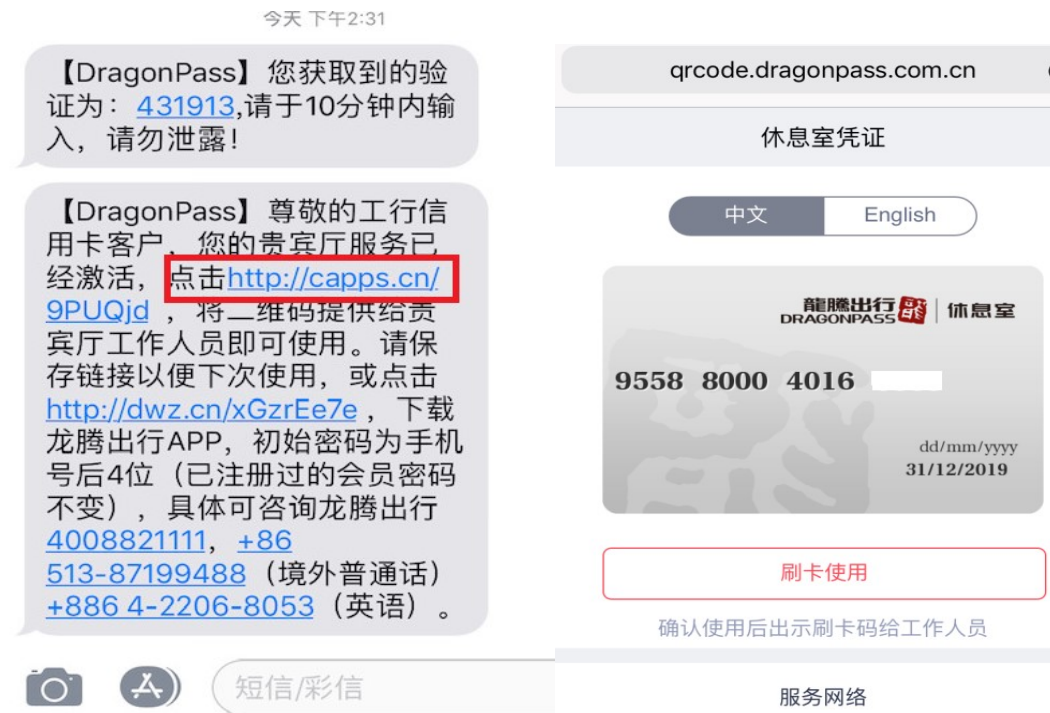 今天 下午2:31
【DragonPass】您获取到的验
证为：431913,请于10分钟内输
入，请勿泄露！
【DragonPass】尊敬的工行信
用卡客户，您的贵宾厅服务已
经激活，点击http://capps.cn/
9PUQjd ，将二维码提供给贵
宾厅工作人员即可使用。请保
存链接以便下次使用，或点击
http://dwz.cn/xGzrEe7e ，下载
龙腾出行APP，初始密码为手机
号后4位（已注册过的会员密码
不变），具体可咨询龙腾出行
4008821111，+86
513-87199488（境外普通话）
+886 4-2206-8053（英语）。
短信/彩信
qrcode.dragonpass.com.cn
休息室凭证
中文 English
龍騰出行 休息室
DRAGONPASS
9558 8000 4016
dd/mm/yyyy
31/12/2019
刷卡使用
确认使用后出示刷卡码给工作人员
服务网络